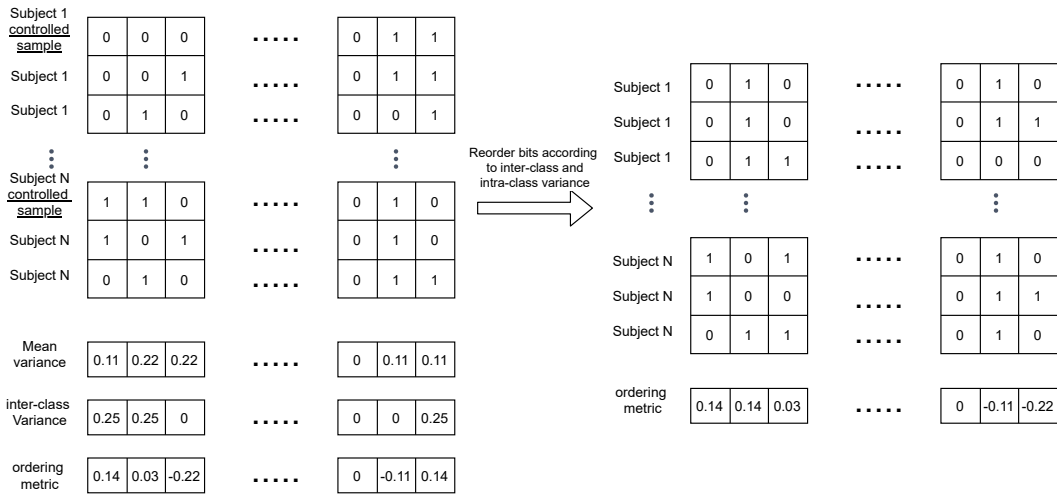 Subject 1
controlled
sample
0 0 0 ..... 0 1 1
Subject 1 0 0 1 ..... 0 1 1
Subject 1 0 1 0 ..... 0 0 1
Subject N
controlled
sample
1 1 0 ..... 0 1 0
Subject N 1 0 1 ..... 0 1 0
Subject N 0 1 0 ..... 0 1 1
Mean
variance
0.11 0.22 0.22 ..... 0 0.11 0.11
inter-class
Variance
0.25 0.25 0 ..... 0 0 0.25
ordering
metric
0.14 0.03 -0.22 ..... 0 -0.11 0.14
Reorder bits according
to inter-class and
intra-class variance
Subject 1 0 1 0 ..... 0 1 0
Subject 1 0 1 0 ..... 0 1 1
Subject 1 0 1 1 ..... 0 0 0
Subject N 1 0 1 ..... 0 1 0
Subject N 1 0 0 ..... 0 1 1
Subject N 0 1 1 ..... 0 1 0
ordering
metric
0.14 0.14 0.03 ..... 0 -0.11 -0.22